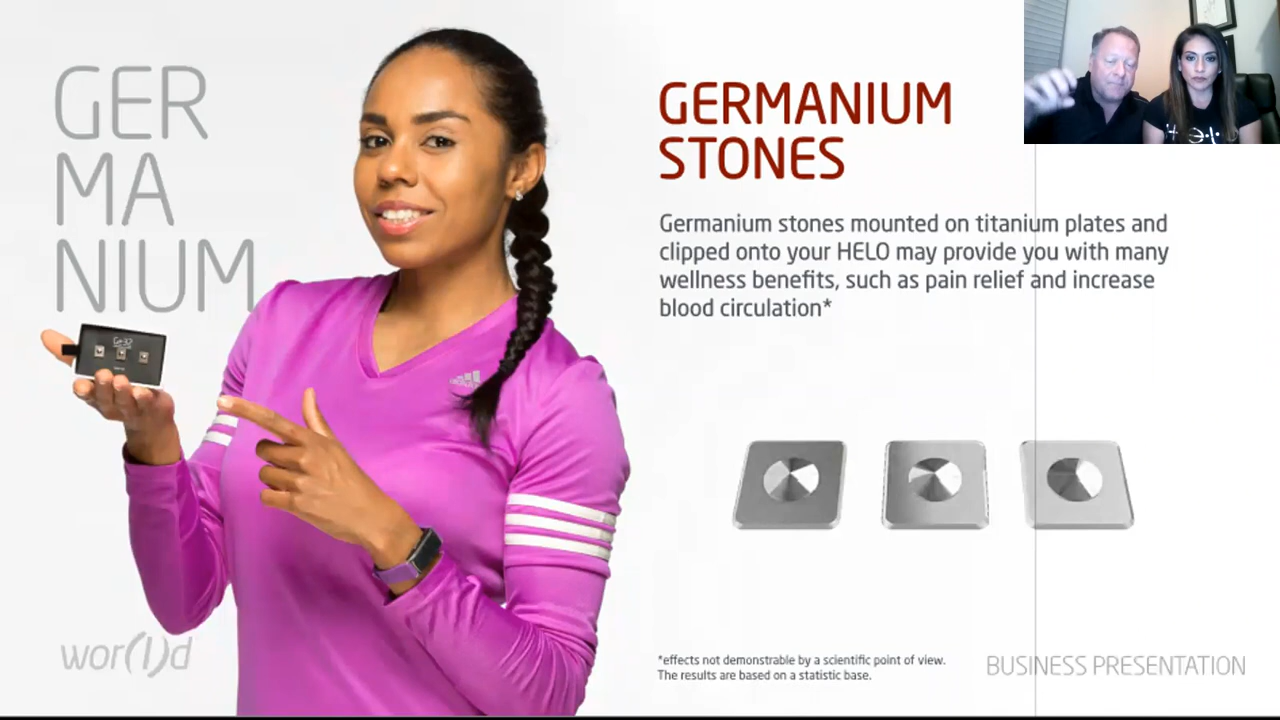 GER
MA
NIUM
GERMANIUM
STONES
Germanium stones mounted on titanium plates and
clipped onto your HELO may provide you with many
wellness benefits, such as pain relief and increase
blood circulation*
wor(l)d
*effects not demonstrable by a scientific point of view.
The results are based on a statistic base.
BUSINESS PRESENTATION